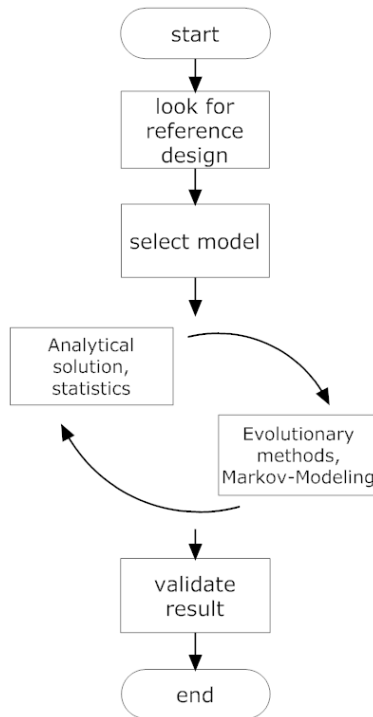 start
look for
reference
design
select model
Analytical
solution,
statistics
Evolutionary
methods,
Markov-Modeling
validate
result
end